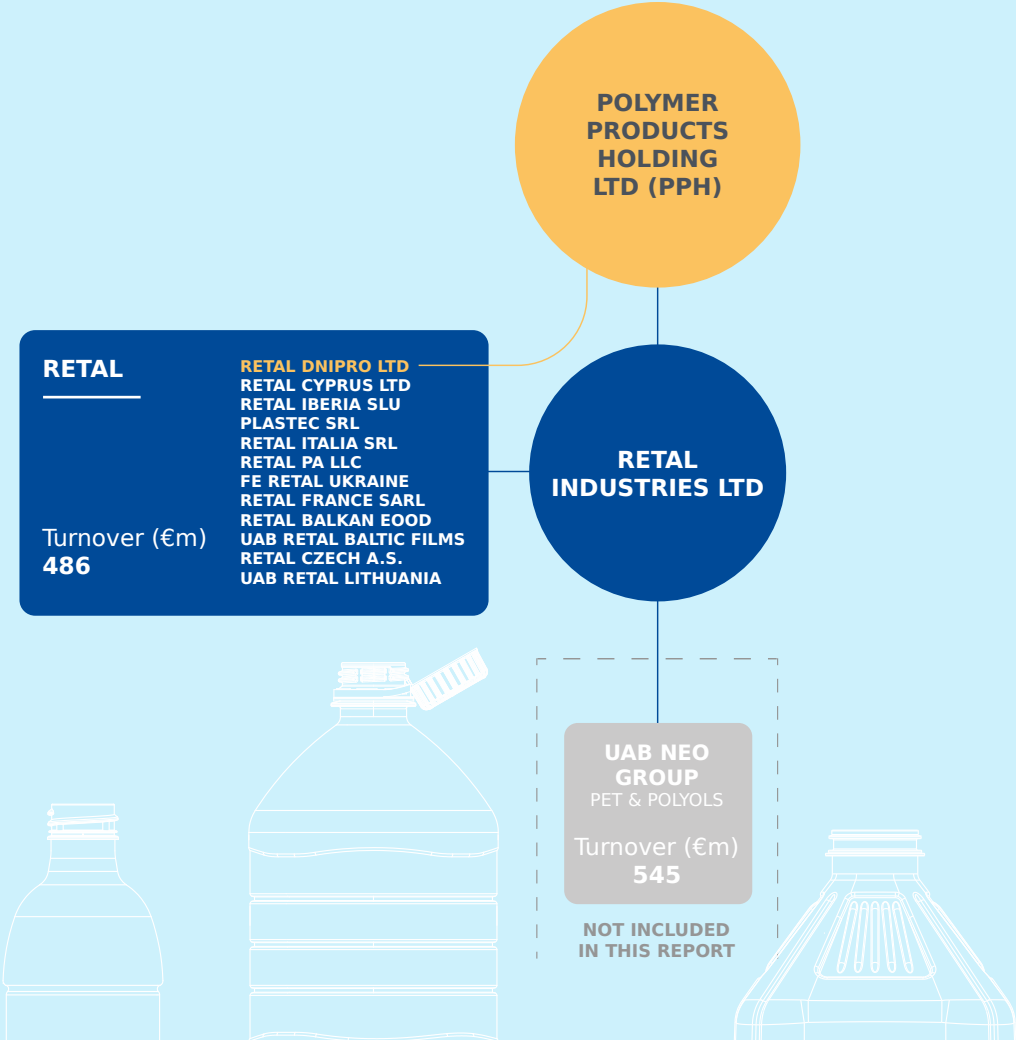 POLYMER
PRODUCTS
HOLDING
LTD (PPH)
RETAL
RETAL DNIPRO LTD
RETAL CYPRUS LTD
RETAL IBERIA SLU
PLASTEC SRL
RETAL ITALIA SRL
RETAL PA LLC
FE RETAL UKRAINE
RETAL FRANCE SARL
RETAL BALKAN EOOD
UAB RETAL BALTIC FILMS
RETAL CZECH A.S.
UAB RETAL LITHUANIA
Turnover (€m)
486
RETAL
INDUSTRIES LTD
UAB NEO
GROUP
PET & POLYOLS
Turnover (€m)
545
NOT INCLUDED
IN THIS REPORT